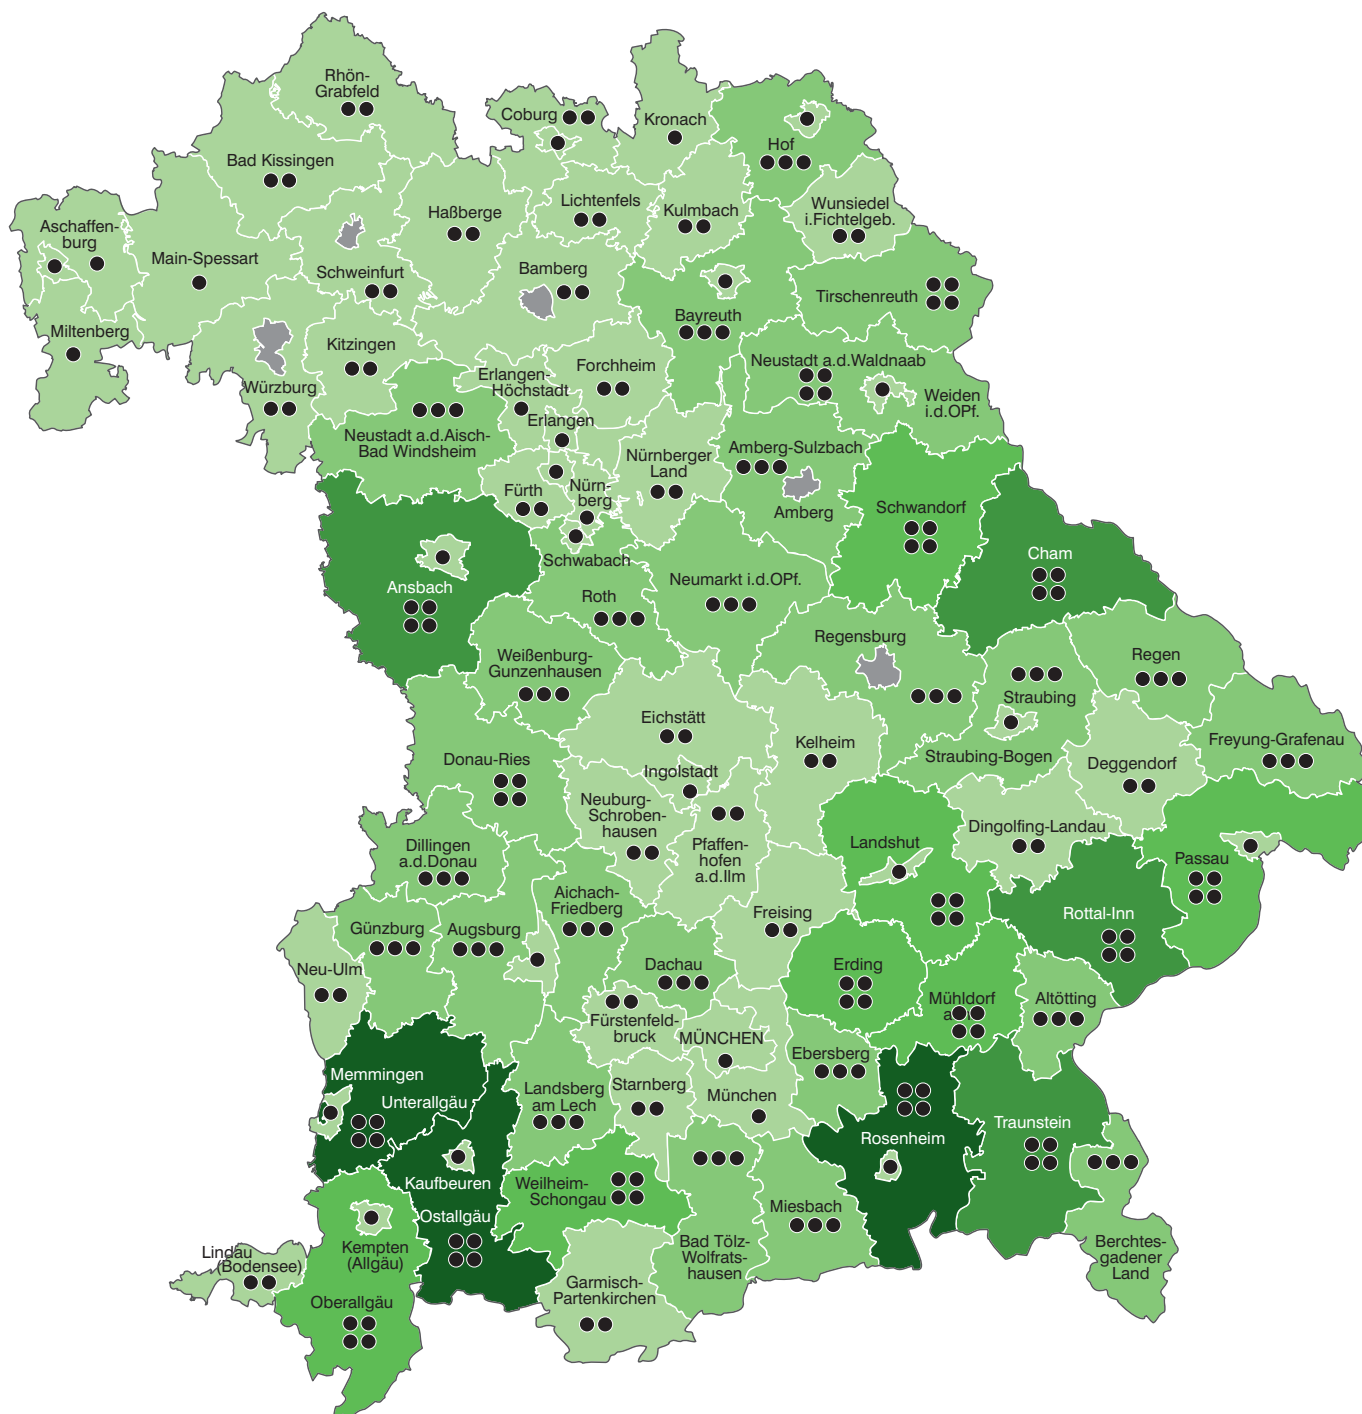 Rhön-
Grabfeld
Coburg
Kronach
Hof
Bad Kissingen
Lichtenfels
Kulmbach
Wunsiedel
i.Fichtelgeb.
Haßberge
Aschaffen-
burg
Main-Spessart
Schweinfurt
Bamberg
Tirschenreuth
Bayreuth
Miltenberg
Kitzingen
Würzburg
Erlangen-
Höchstadt
Forchheim
Neustadt a.d.Waldnaab
Weiden
i.d.OPf.
Erlangen
Neustadt a.d.Aisch-
Bad Windsheim
Nürnberger
Land
Amberg-Sulzbach
Amberg
Fürth
Nürn-
berg
Schwandorf
Cham
Schwabach
Ansbach
Roth
Neumarkt i.d.OPf.
Regensburg
Weißenburg-
Gunzenhausen
Regen
Straubing
Eichstätt
Kelheim
Straubing-Bogen
Freyung-Grafenau
Deggendorf
Donau-Ries
Ingolstadt
Neuburg-
Schroben-
hausen
Pfaffen-
hofen
a.d.Ilm
Dingolfing-Landau
Landshut
Passau
Dillingen
a.d.Donau
Aichach-
Friedberg
Freising
Rottal-Inn
Günzburg
Augsburg
Neu-Ulm
Dachau
Erding
Mühldorf
Altötting
Fürstenfeld-
bruck
MÜNCHEN
Ebersberg
Memmingen
Unterallgäu
Landsberg
am Lech
Starnberg
München
Traunstein
Rosenheim
Kaufbeuren
Weilheim-
Schongau
Ostallgäu
Miesbach
Kempten
(Allgäu)
Lindau
(Bodensee)
Bad Tölz-
Wolfrats-
hausen
Berchtes-
gadener
Land
Garmisch-
Partenkirchen
Oberallgäu